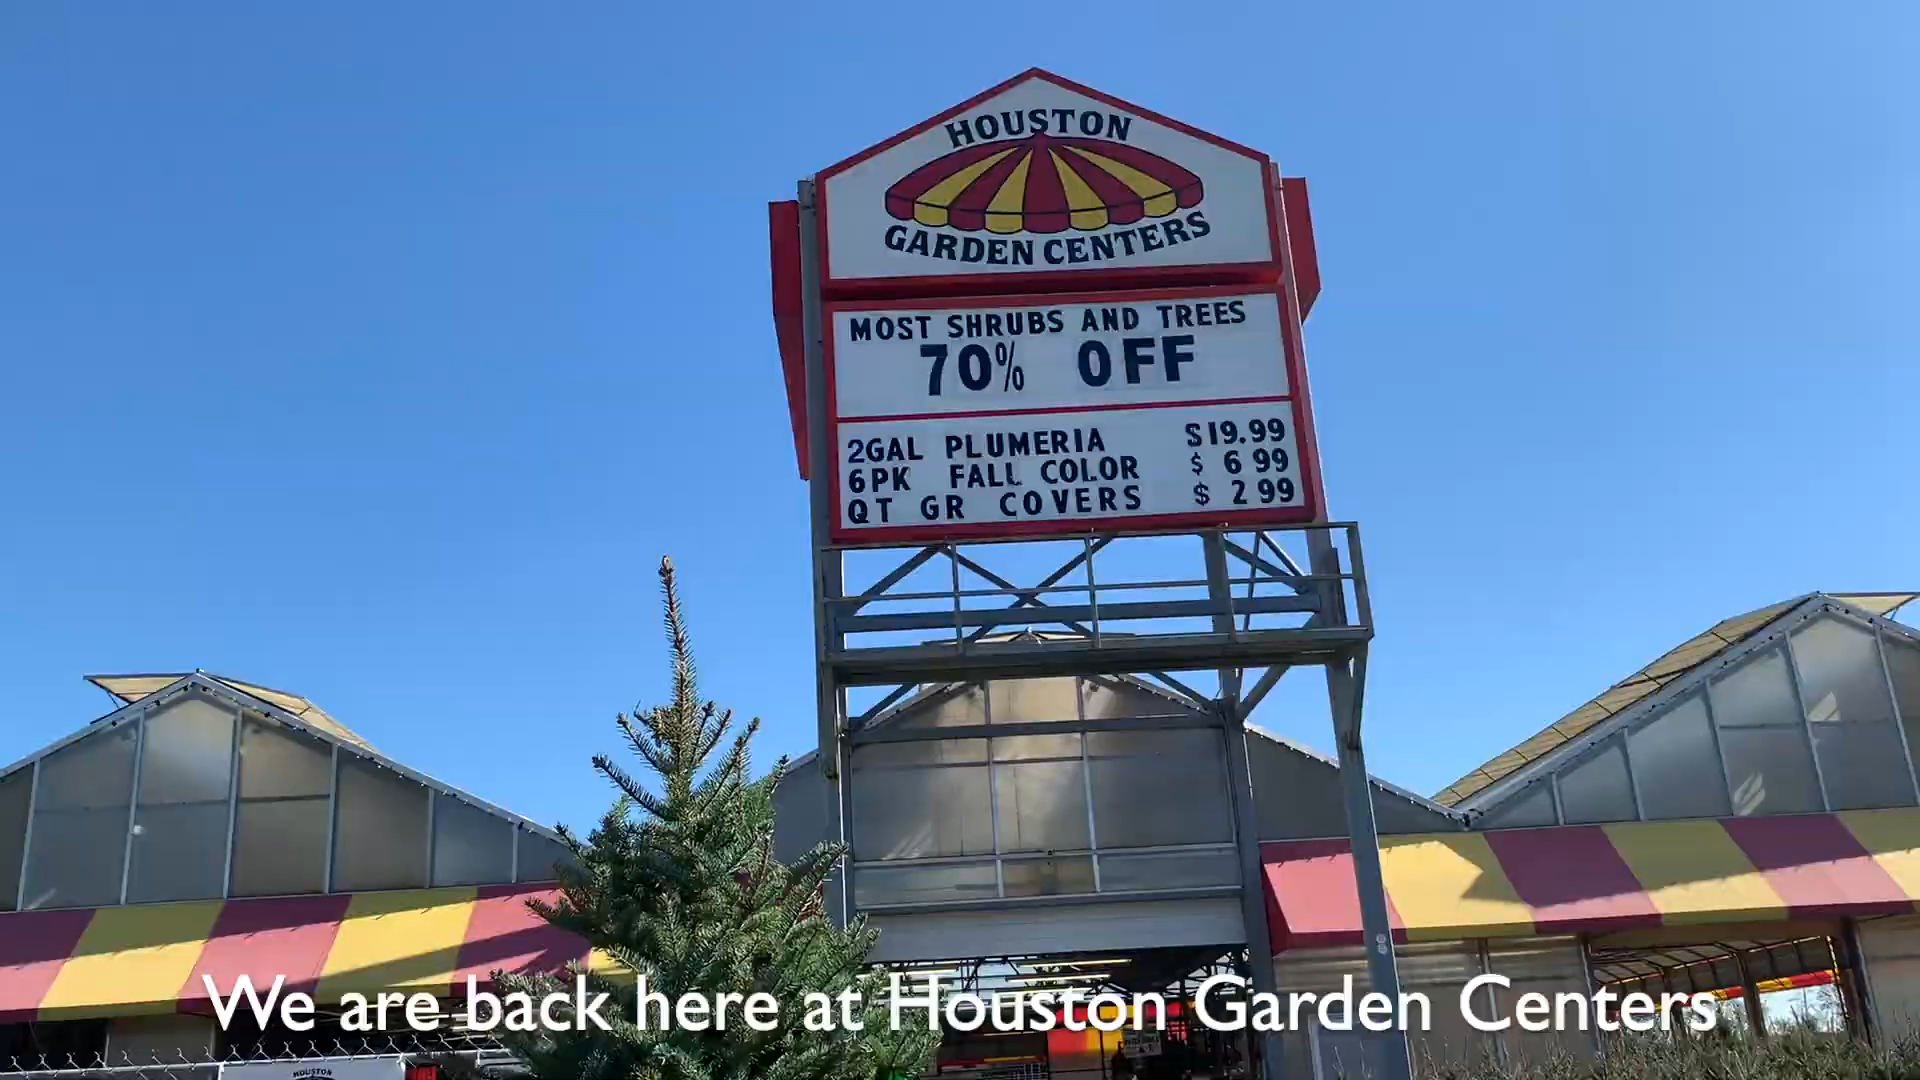 HOUSTON
GARDEN CENTERS
MOST SHRUBS AND TREES
70% OFF
2GAL PLUMERIA $19.99
6PK FALL COLOR $ 6 99
QT GR COVERS $ 2 99
We are back here at Houston Garden Centers
HOUSTON